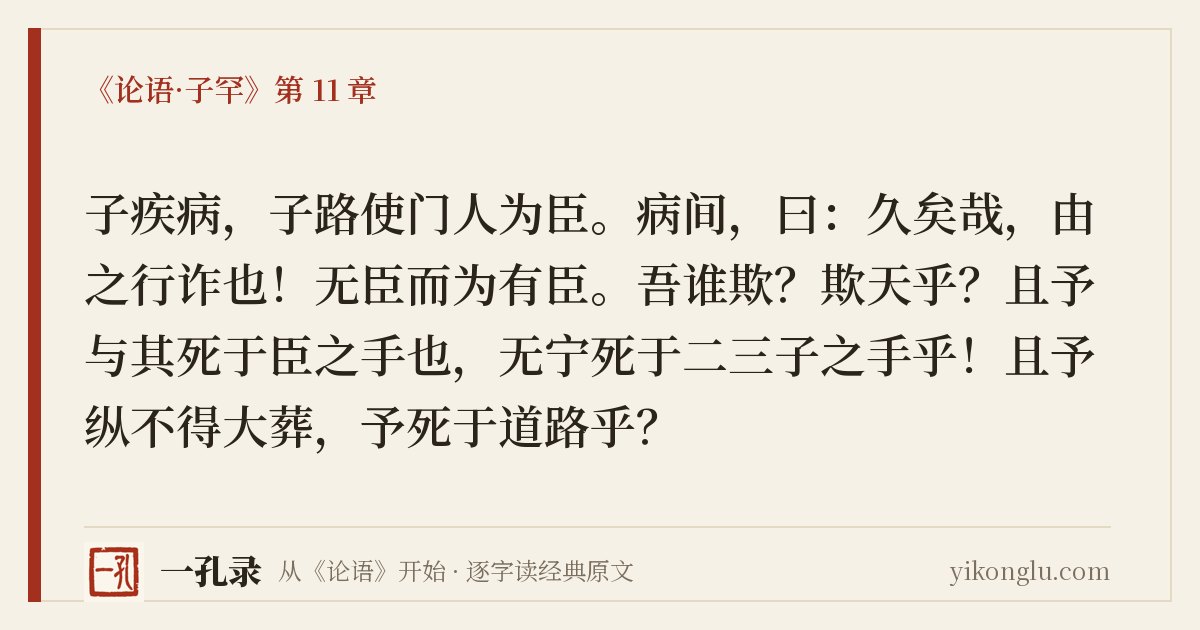 《论语·子罕》第 11 章
子疾病，子路使门人为臣。病间，曰：久矣哉，由
之行诈也！无臣而为有臣。吾谁欺？欺天乎？且予
与其死于臣之手也，无宁死于二三子之手乎！且予
纵不得大葬，予死于道路乎？
一孔
一孔录 从《论语》开始 · 逐字读经典原文 yikonglu.com